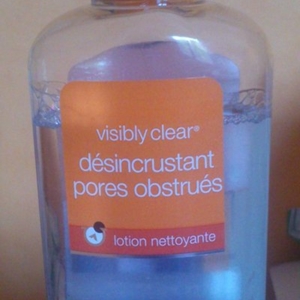 visibly clear®
désincrustant
pores obstrués
lotion nettoyante